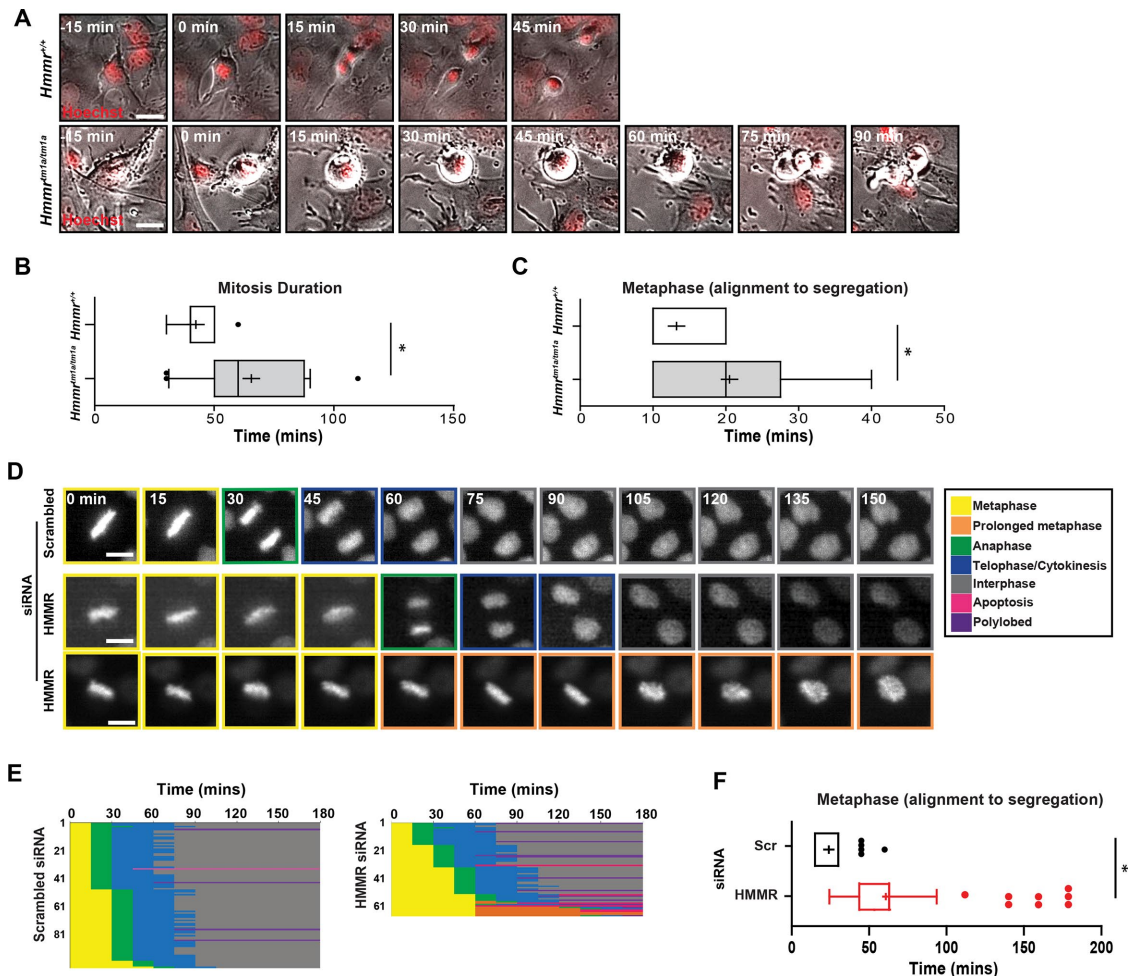 A
Hmmr+/+
-15 min 0 min 15 min 30 min 45 min
Hoechst
Hmmrtm1a/tm1a
-15 min 0 min 15 min 30 min 45 min 60 min 75 min 90 min
Hoechst
B
Mitosis Duration
Hmmr+/+
Hmmrtm1a/tm1a
*
0 50 100 150
Time (mins)
C
Metaphase (alignment to segregation)
Hmmr+/+
Hmmrtm1a/tm1a
*
0 10 20 30 40 50
Time (mins)
D
siRNA
Scrambled
0 min 15 30 45 60 75 90 105 120 135 150
HMMR
HMMR
Metaphase
Prolonged metaphase
Anaphase
Telophase/Cytokinesis
Interphase
Apoptosis
Polylobed
E
Time (mins)
0 30 60 90 120 150 180
Scrambled siRNA
1
21
41
61
81
Time (mins)
0 30 60 90 120 150 180
HMMR siRNA
1
21
41
61
F
Metaphase (alignment to segregation)
siRNA
Scr
HMMR
*
0 50 100 150 200
Time (mins)